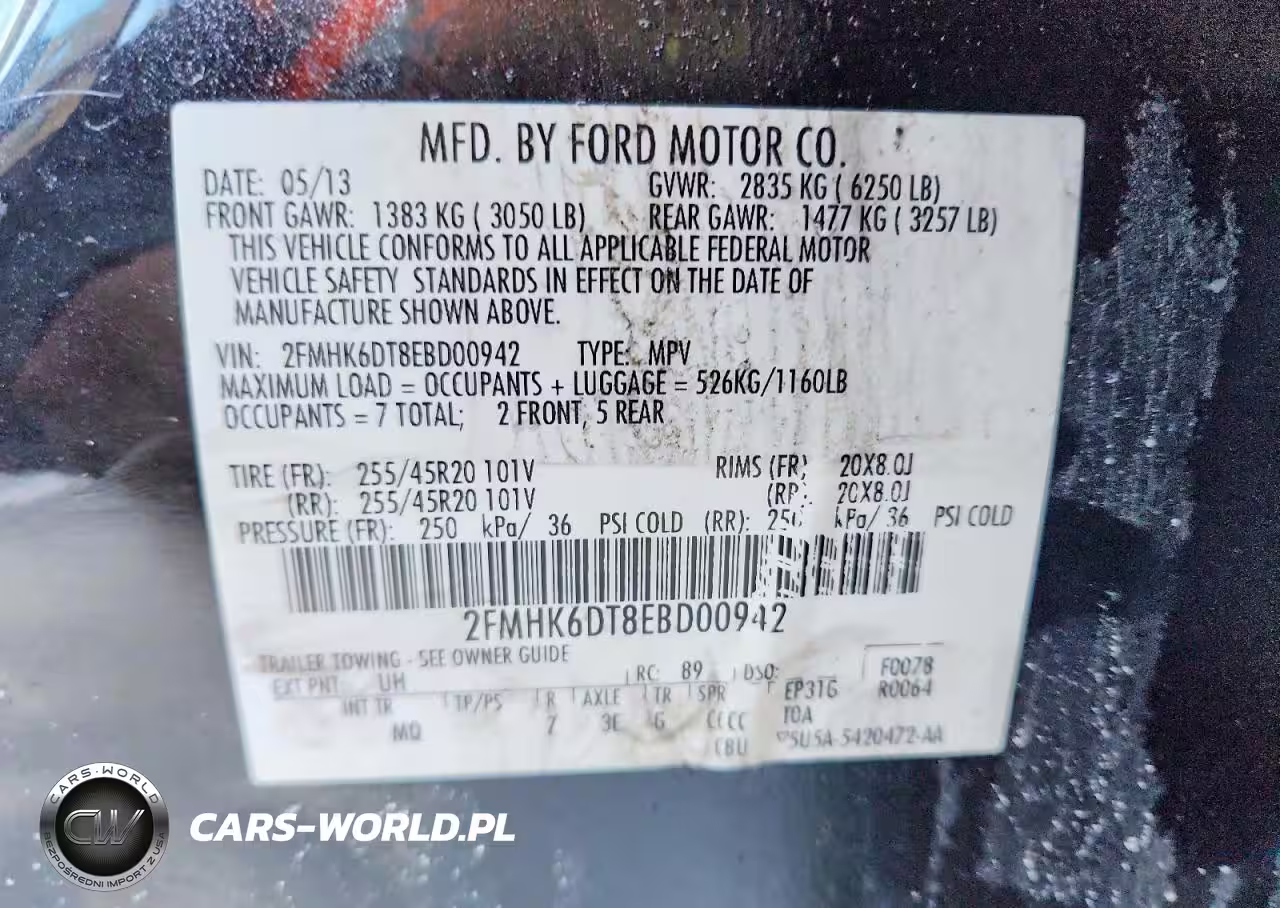 MFD. BY FORD MOTOR CO.
DATE: 05/13 GVWR: 2835 KG ( 6250 LB)
FRONT GAWR: 1383 KG ( 3050 LB) REAR GAWR: 1477 KG ( 3257 LB)
THIS VEHICLE CONFORMS TO ALL APPLICABLE FEDERAL MOTOR
VEHICLE SAFETY STANDARDS IN EFFECT ON THE DATE OF
MANUFACTURE SHOWN ABOVE.
VIN: 2FMHK6DT8EBD00942 TYPE: MPV
MAXIMUM LOAD = OCCUPANTS + LUGGAGE = 526KG/1160LB
OCCUPANTS = 7 TOTAL; 2 FRONT, 5 REAR
TIRE (FR): 255/45R20 101V RIMS (FR) 20X8.0J
(RR): 255/45R20 101V 20X8.0J
PRESSURE (FR): 250 kPa/ 36 PSI COLD (RR): kPa/ 36 PSI COLD
2FMHK6DT8EBD00942
TRAILER TOWING - SEE OWNER GUIDE
EXT PNT UH RC: 89 DSO: F0078
INT TR TP/PS R AXLE TR SPR EP31G R0064
MQ 7 3E G TOA
CBU 5U5A-5420472-AA
CARS-WORLD
CW
BEZPOŚREDNI IMPORT Z USA
CARS-WORLD.PL